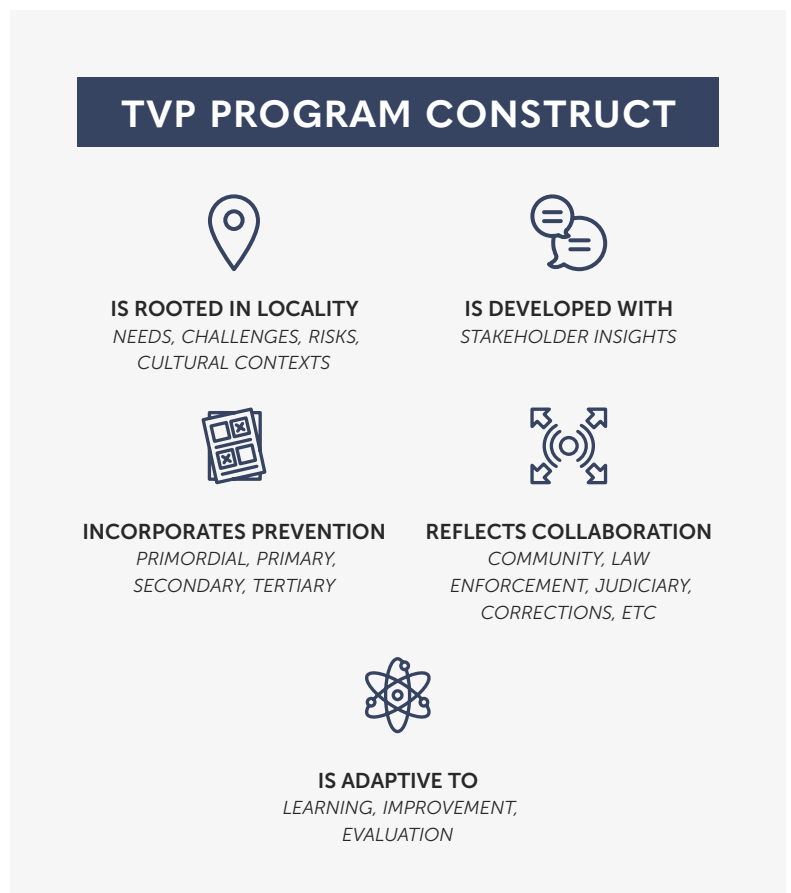 TVP PROGRAM CONSTRUCT
IS ROOTED IN LOCALITY
NEEDS, CHALLENGES, RISKS,
CULTURAL CONTEXTS
IS DEVELOPED WITH
STAKEHOLDER INSIGHTS
INCORPORATES PREVENTION
PRIMORDIAL, PRIMARY,
SECONDARY, TERTIARY
REFLECTS COLLABORATION
COMMUNITY, LAW
ENFORCEMENT, JUDICIARY,
CORRECTIONS, ETC
IS ADAPTIVE TO
LEARNING, IMPROVEMENT,
EVALUATION